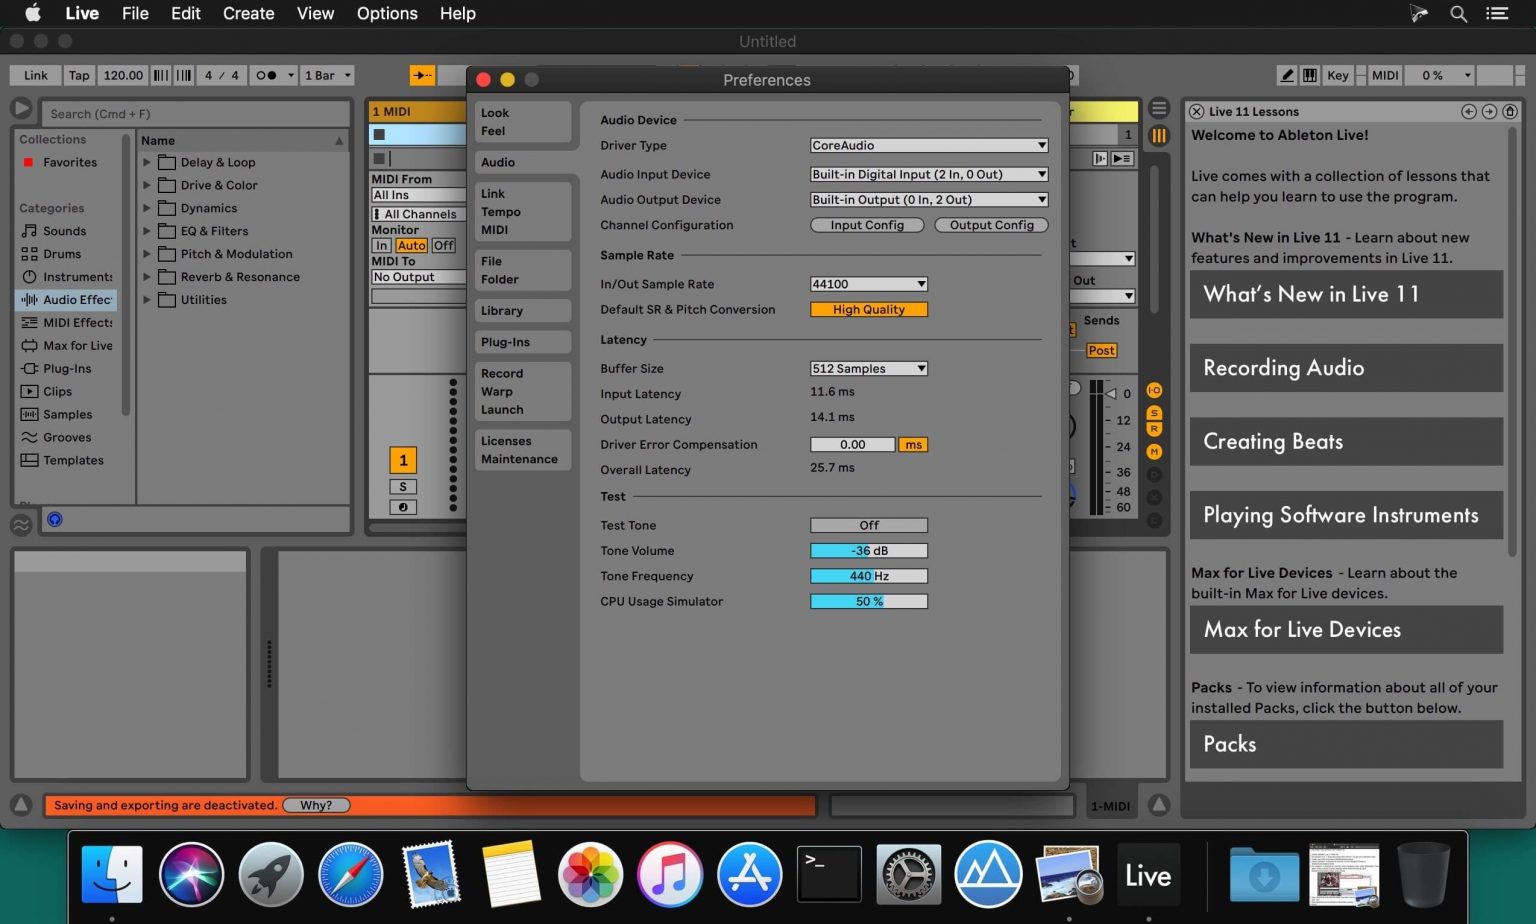 Live File Edit Create View Options Help
Untitled
Link Tap 120.00 4 / 4 1 Bar
Key MIDI 0 %
Search (Cmd + F)
Collections
Favorites
Categories
Sounds
Drums
Instruments
Audio Effec
MIDI Effects
Max for Live
Plug-Ins
Clips
Samples
Grooves
Templates
Name
Delay & Loop
Drive & Color
Dynamics
EQ & Filters
Pitch & Modulation
Reverb & Resonance
Utilities
1 MIDI
MIDI From
All Ins
All Channels
Monitor
In Auto Off
MIDI To
No Output
1
S
Preferences
Look
Feel
Audio
Link
Tempo
MIDI
File
Folder
Library
Plug-Ins
Record
Warp
Launch
Licenses
Maintenance
Audio Device
Driver Type CoreAudio
Audio Input Device Built-in Digital Input (2 In, 0 Out)
Audio Output Device Built-in Output (0 In, 2 Out)
Channel Configuration Input Config Output Config
Sample Rate
In/Out Sample Rate 44100
Default SR & Pitch Conversion High Quality
Latency
Buffer Size 512 Samples
Input Latency 11.6 ms
Output Latency 14.1 ms
Driver Error Compensation 0.00 ms
Overall Latency 25.7 ms
Test
Test Tone Off
Tone Volume -36 dB
Tone Frequency 440 Hz
CPU Usage Simulator 50 %
1
Out
Sends
Post
0
12
24
36
48
60
I·O
S
R
M
Live 11 Lessons
Welcome to Ableton Live!
Live comes with a collection of lessons that
can help you learn to use the program.
What's New in Live 11 - Learn about new
features and improvements in Live 11.
What's New in Live 11
Recording Audio
Creating Beats
Playing Software Instruments
Max for Live Devices - Learn about the
built-in Max for Live devices.
Max for Live Devices
Packs - To view information about all of your
installed Packs, click the button below.
Packs
Saving and exporting are deactivated. Why?
1-MIDI
Live